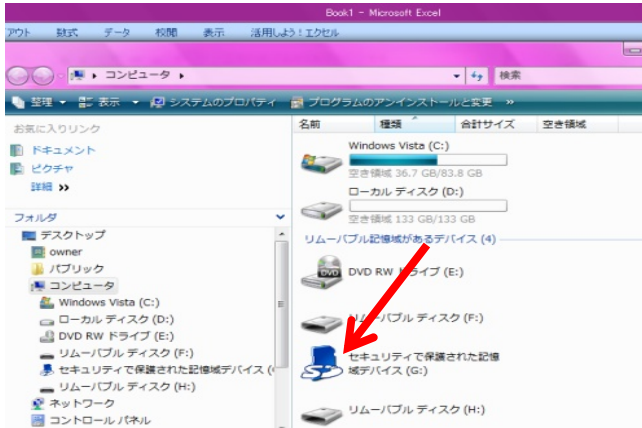 Book1 - Microsoft Excel
アウト 数式 データ 校閲 表示 活用しよう!エクセル
コンピュータ
検索
整理 表示 システムのプロパティ プログラムのアンインストールと変更 »
お気に入りリンク
ドキュメント
ピクチャ
詳細 »
フォルダ
デスクトップ
owner
パブリック
コンピュータ
Windows Vista (C:)
ローカル ディスク (D:)
DVD RW ドライブ (E:)
リムーバブル ディスク (F:)
セキュリティで保護された記憶域デバイス (
リムーバブル ディスク (H:)
ネットワーク
コントロール パネル
名前 種類 合計サイズ 空き領域
Windows Vista (C:)
空き領域 36.7 GB/83.8 GB
ローカル ディスク (D:)
空き領域 133 GB/133 GB
リムーバブル記憶域があるデバイス (4)
DVD
DVD RW ドライブ (E:)
リムーバブル ディスク (F:)
セキュリティで保護された記憶
域デバイス (G:)
リムーバブル ディスク (H:)